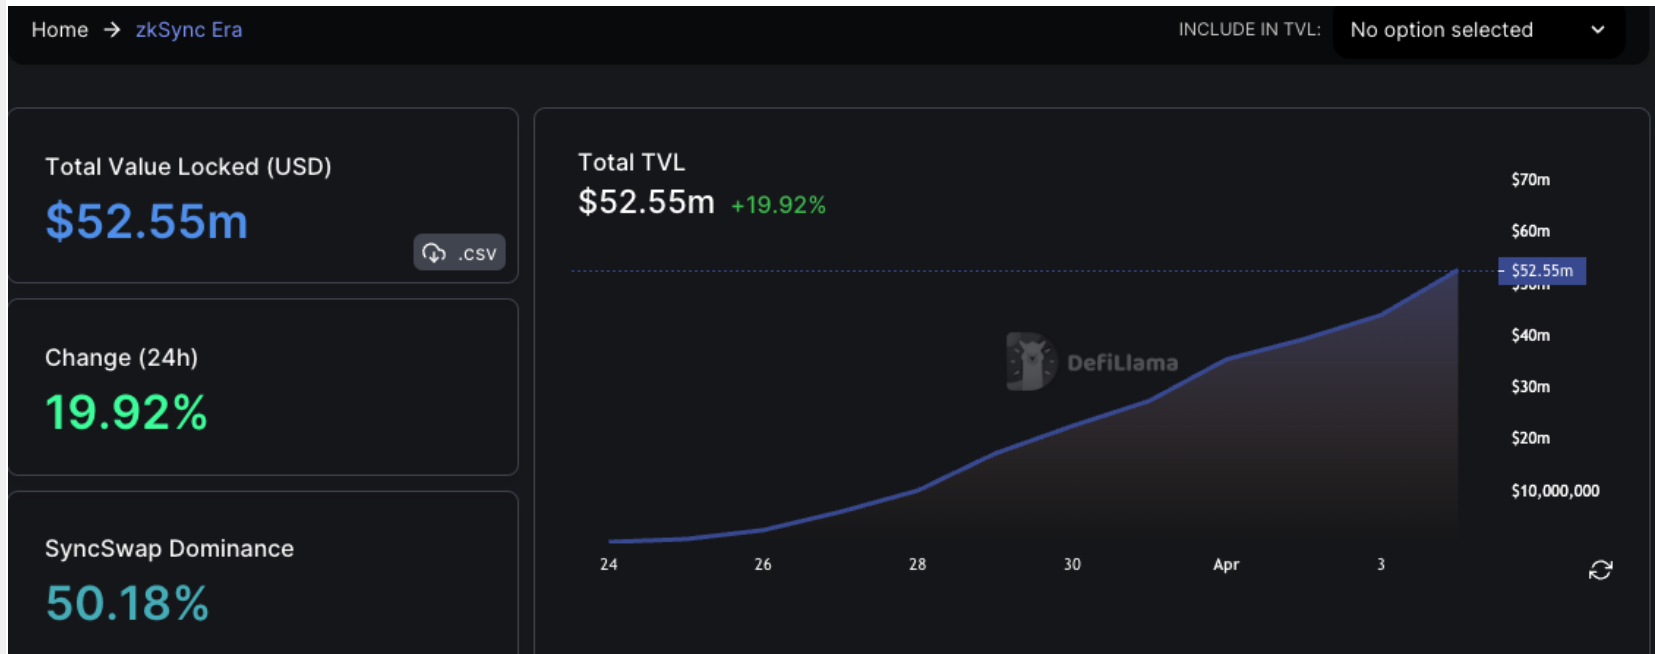 Home → zkSync Era
INCLUDE IN TVL: No option selected
Total Value Locked (USD)
$52.55m
.csv
Change (24h)
19.92%
SyncSwap Dominance
50.18%
Total TVL
$52.55m +19.92%
$70m
$60m
$52.55m
$40m
$30m
$20m
$10,000,000
DefiLlama
24 26 28 30 Apr 3